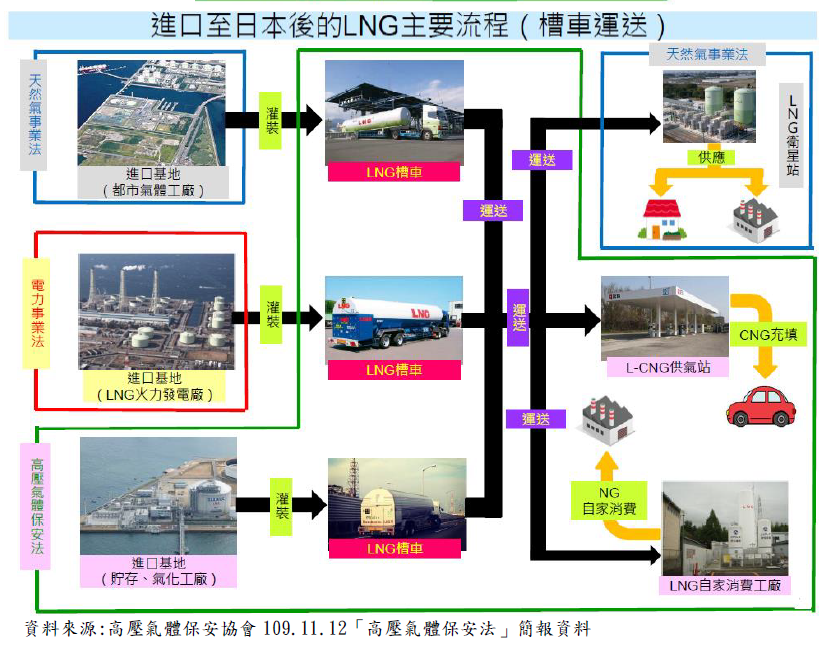 進口至日本後的LNG主要流程（槽車運送）
天然氣事業法
進口基地
（都市氣體工廠）
灌裝
LNG
LNG槽車
運送
運送
天然氣事業法
LNG衛星站
供應
電力事業法
進口基地
（LNG火力發電廠）
灌裝
LNG
LNG
LNG槽車
運送
L-CNG供氣站
CNG充填
運送
高壓氣體保安法
進口基地
（貯存、氣化工廠）
灌裝
LNG槽車
NG
自家消費
LNG自家消費工廠
資料來源:高壓氣體保安協會 109.11.12「高壓氣體保安法」簡報資料